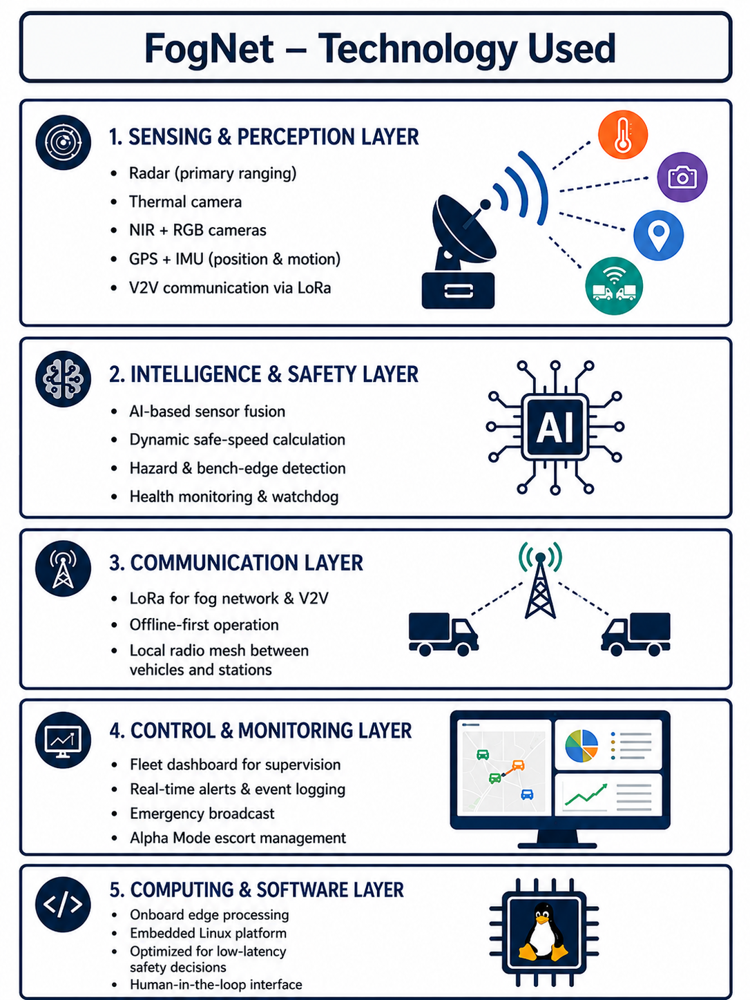 FogNet – Technology Used
1. SENSING & PERCEPTION LAYER
• Radar (primary ranging)
• Thermal camera
• NIR + RGB cameras
• GPS + IMU (position & motion)
• V2V communication via LoRa
2. INTELLIGENCE & SAFETY LAYER
• AI-based sensor fusion
• Dynamic safe-speed calculation
• Hazard & bench-edge detection
• Health monitoring & watchdog
AI
3. COMMUNICATION LAYER
• LoRa for fog network & V2V
• Offline-first operation
• Local radio mesh between
vehicles and stations
4. CONTROL & MONITORING LAYER
• Fleet dashboard for supervision
• Real-time alerts & event logging
• Emergency broadcast
• Alpha Mode escort management
5. COMPUTING & SOFTWARE LAYER
• Onboard edge processing
• Embedded Linux platform
• Optimized for low-latency
safety decisions
• Human-in-the-loop interface